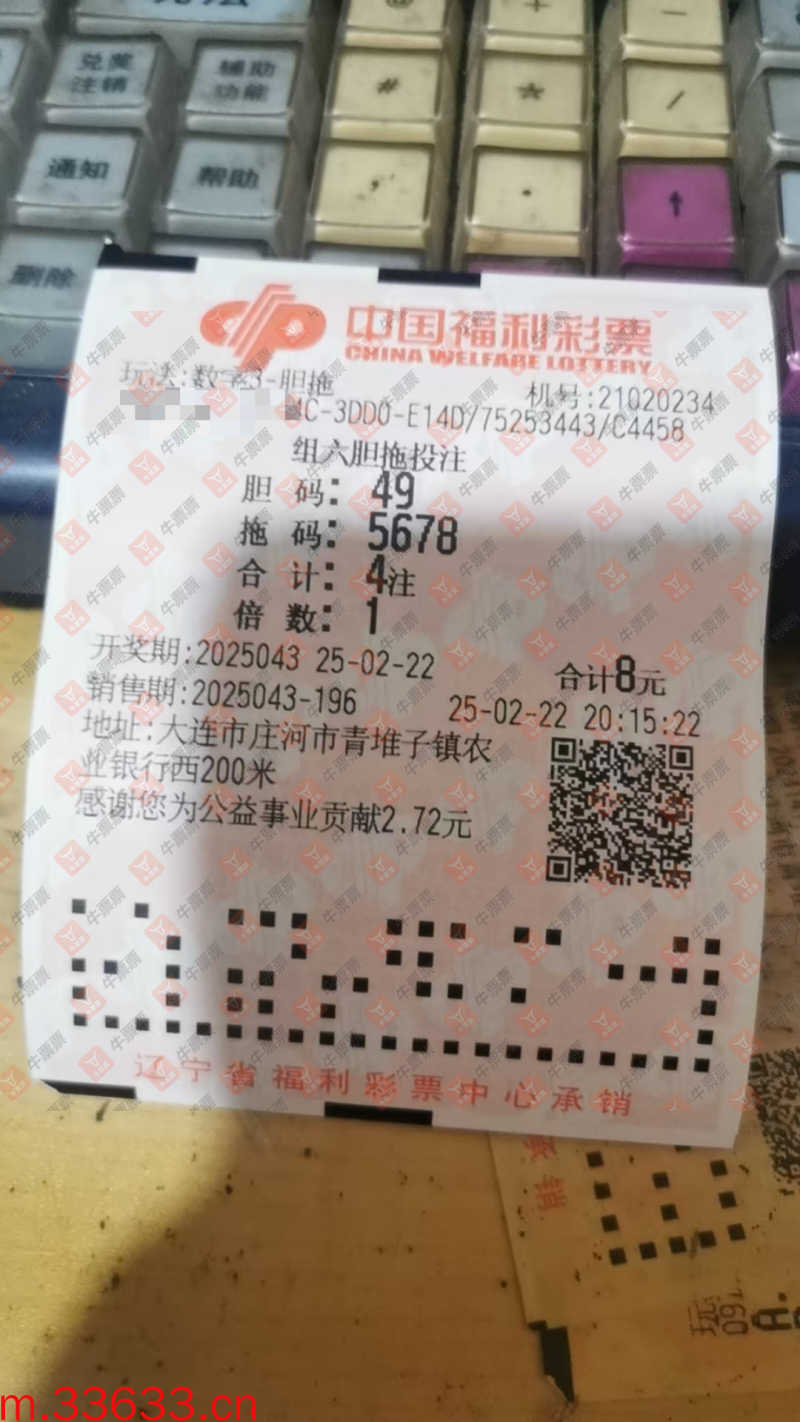 兑奖
注销
辅助
功能
通知
帮助
删除
@
+
-
#
*
/
.
↑
中国福利彩票
CHINA WELFARE LOTTERY
玩法:数字3-胆拖
机号:21020234
C-3DD0-E14D/75253443/C4458
组六胆拖投注
胆 码: 49
拖 码: 5678
合 计: 4注
倍 数: 1
开奖期:2025043 25-02-22
合计8元
销售期:2025043-196
25-02-22 20:15:22
地址:大连市庄河市青堆子镇农
业银行西200米
感谢您为公益事业贡献2.72元
辽宁省福利彩票中心承销
承销
牛票票
m.33633.cn